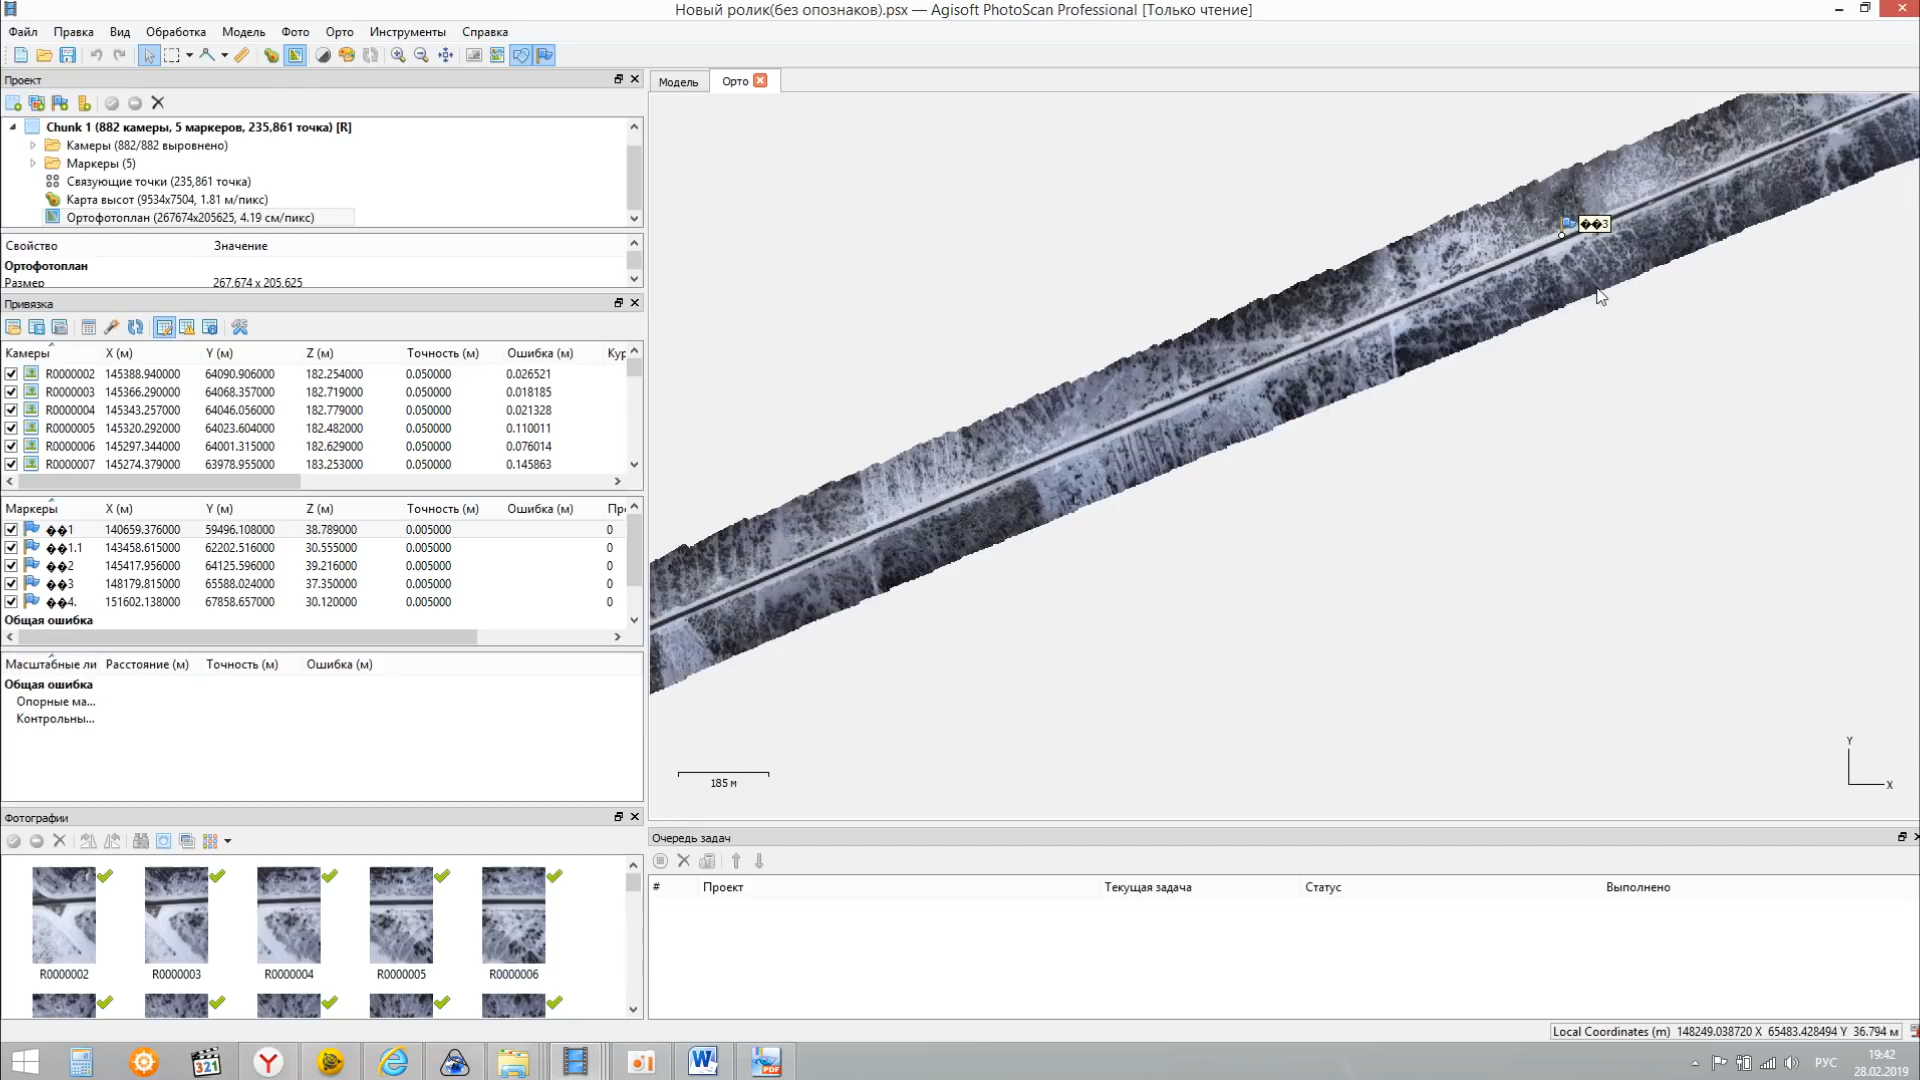 Новый ролик(без опознаков).psx — Agisoft PhotoScan Professional [Только чтение]
Файл Правка Вид Обработка Модель Фото Орто Инструменты Справка
Проект
Chunk 1 (882 камеры, 5 маркеров, 235,861 точка) [R]
Камеры (882/882 выровнено)
Маркеры (5)
Связующие точки (235,861 точка)
Карта высот (9534x7504, 1.81 м/пикс)
Ортофотоплан (267674x205625, 4.19 см/пикс)
Свойство Значение
Ортофотоплан
Размер 267,674 x 205,625
Привязка
Камеры X (м) Y (м) Z (м) Точность (м) Ошибка (м) Кур
R0000002 145388.940000 64090.906000 182.254000 0.050000 0.026521
R0000003 145366.290000 64068.357000 182.719000 0.050000 0.018185
R0000004 145343.257000 64046.056000 182.779000 0.050000 0.021328
R0000005 145320.292000 64023.604000 182.482000 0.050000 0.110011
R0000006 145297.344000 64001.315000 182.629000 0.050000 0.076014
R0000007 145274.379000 63978.955000 183.253000 0.050000 0.145863
Маркеры X (м) Y (м) Z (м) Точность (м) Ошибка (м) Пр
��1 140659.376000 59496.108000 38.789000 0.005000 0
��1.1 143458.615000 62202.516000 30.555000 0.005000 0
��2 145417.956000 64125.596000 39.216000 0.005000 0
��3 148179.815000 65588.024000 37.350000 0.005000 0
��4. 151602.138000 67858.657000 30.120000 0.005000 0
Общая ошибка
Масштабные ли Расстояние (м) Точность (м) Ошибка (м)
Общая ошибка
Опорные ма...
Контрольны...
Фотографии
R0000002 R0000003 R0000004 R0000005 R0000006
Модель Орто
��3
185 м
Y
X
Очередь задач
# Проект Текущая задача Статус Выполнено
Local Coordinates (m) 148249.038720 X 65483.428494 Y 36.794 м
321
PDF
РУС
19:42
28.02.2019